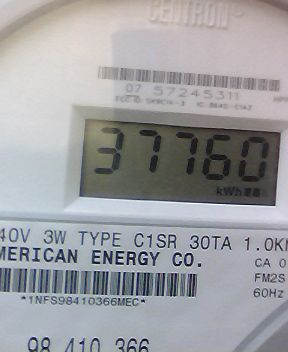 CENTRON®
07 57245311
37760
kWh
40V 3W TYPE C1SR 30TA 1.0K
MERICAN ENERGY CO.
CA 0
FM2S
60Hz
*1NFS98410366MEC*
98 410 366